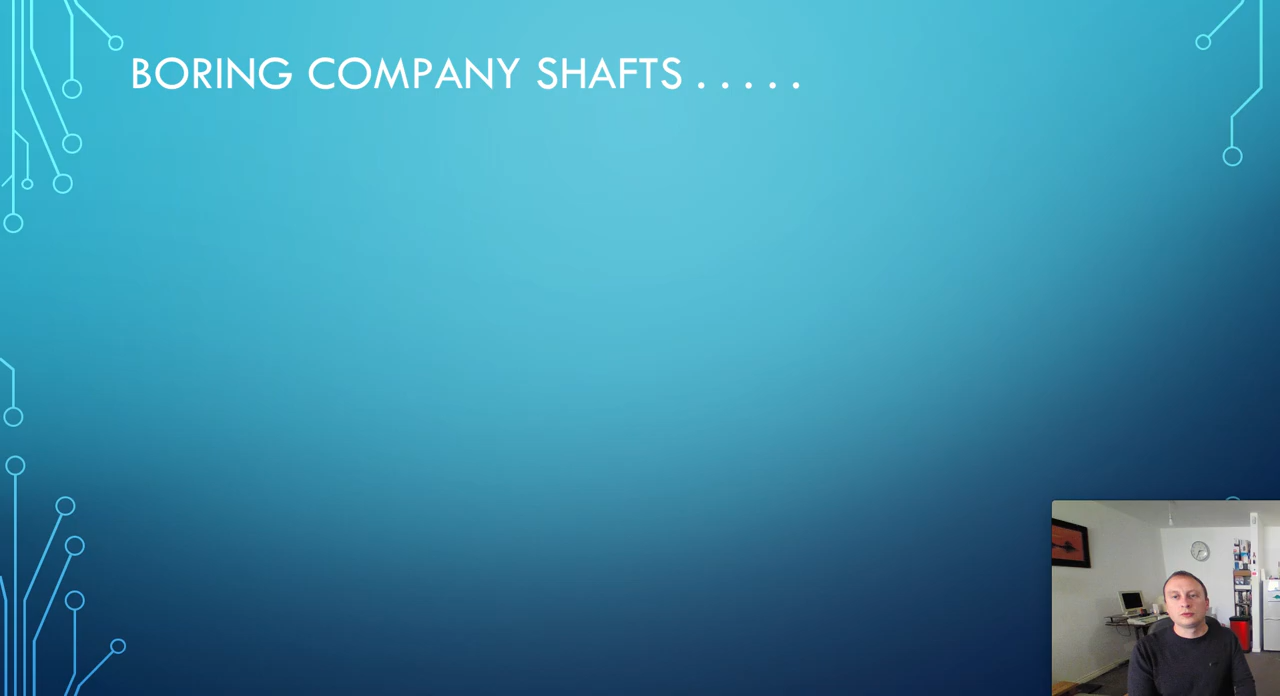 BORING COMPANY SHAFTS . . . . .